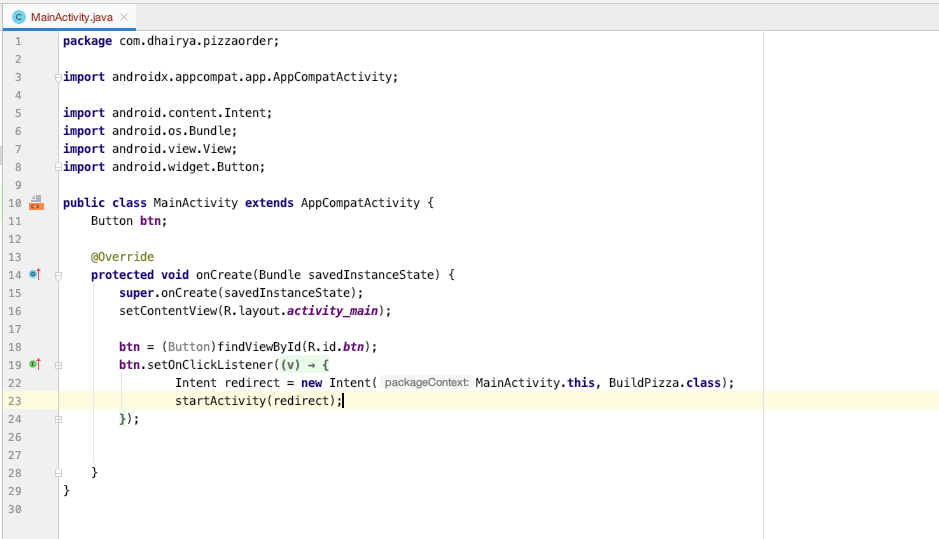 C MainActivity.java ×
1 package com.dhairya.pizzaorder;
2
3 import androidx.appcompat.app.AppCompatActivity;
4
5 import android.content.Intent;
6 import android.os.Bundle;
7 import android.view.View;
8 import android.widget.Button;
9
10 public class MainActivity extends AppCompatActivity {
11     Button btn;
12
13     @Override
14     protected void onCreate(Bundle savedInstanceState) {
15         super.onCreate(savedInstanceState);
16         setContentView(R.layout.activity_main);
17
18         btn = (Button)findViewById(R.id.btn);
19         btn.setOnClickListener((v) → {
22                 Intent redirect = new Intent( packageContext: MainActivity.this, BuildPizza.class);
23                 startActivity(redirect);
24         });
26
27
28     }
29 }
30